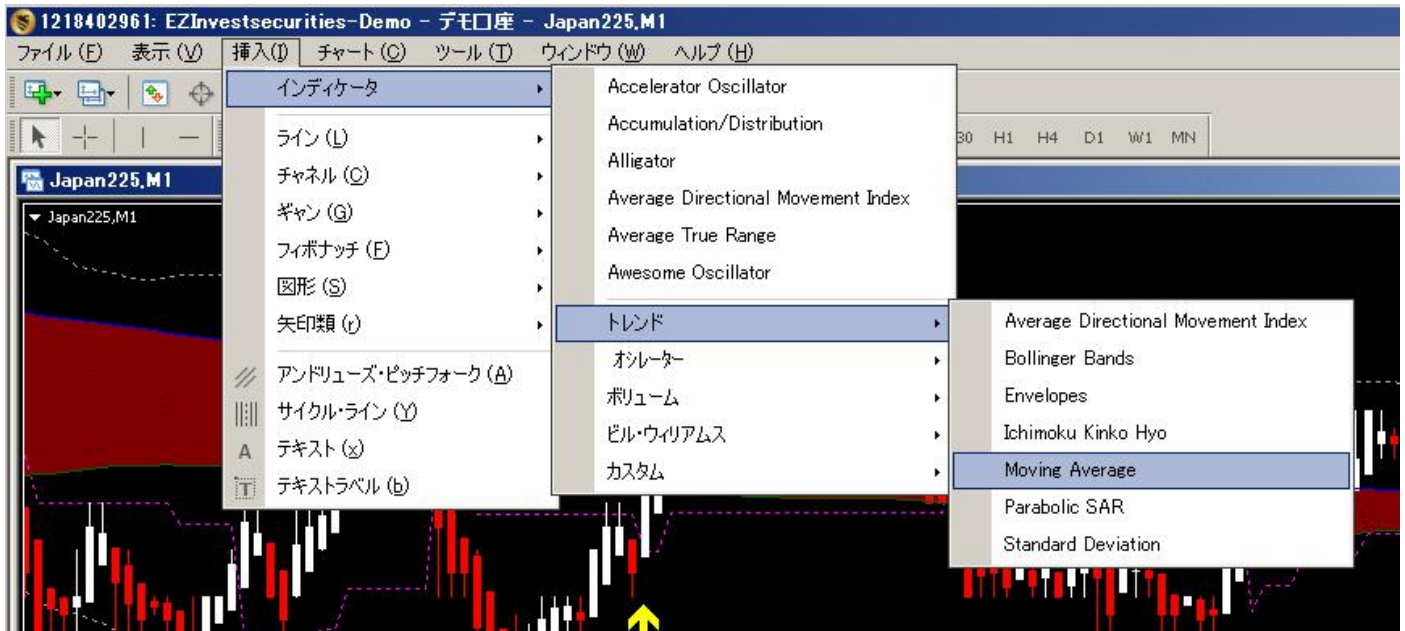 1218402961: EZInvestsecurities-Demo - デモ口座 - Japan225,M1
ファイル (F) 表示 (V) 挿入(I) チャート (C) ツール (T) ウィンドウ (W) ヘルプ (H)
インディケータ
ライン (L)
チャネル (C)
ギャン (G)
フィボナッチ (F)
図形 (S)
矢印類 (r)
アンドリューズ・ピッチフォーク (A)
サイクル・ライン (Y)
A テキスト (x)
T テキストラベル (b)
Accelerator Oscillator
Accumulation/Distribution
Alligator
Average Directional Movement Index
Average True Range
Awesome Oscillator
トレンド
オシレーター
ボリューム
ビル・ウィリアムス
カスタム
Average Directional Movement Index
Bollinger Bands
Envelopes
Ichimoku Kinko Hyo
Moving Average
Parabolic SAR
Standard Deviation
30 H1 H4 D1 W1 MN
Japan225,M1
Japan225,M1